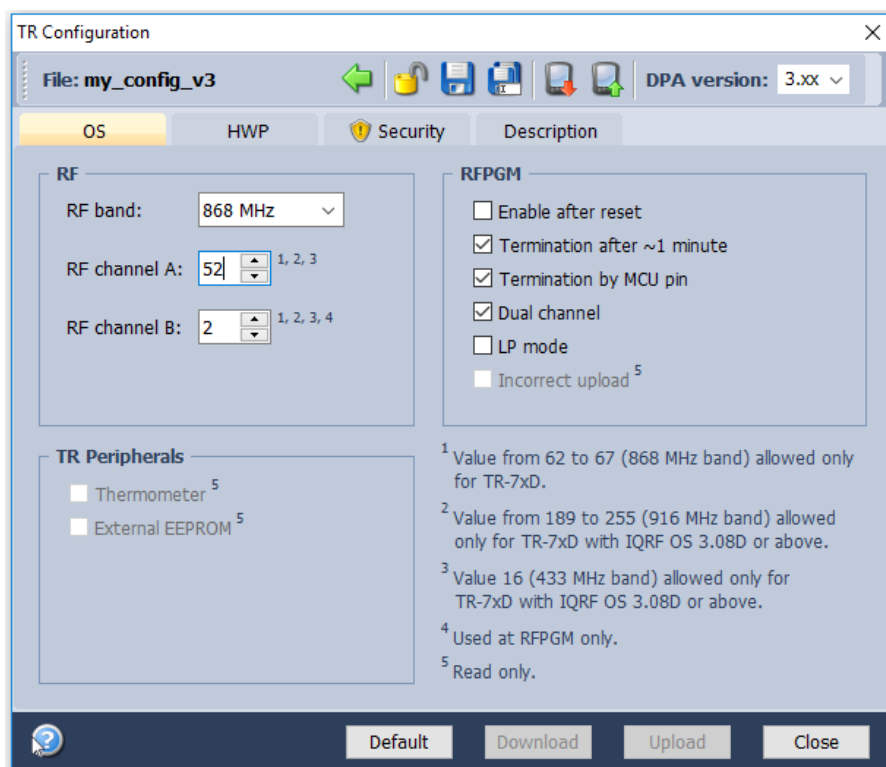 TR Configuration
File: my_config_v3
DPA version: 3.xx
OS HWP Security Description
RF
RF band: 868 MHz
RF channel A: 52 1, 2, 3
RF channel B: 2 1, 2, 3, 4
RFPGM
Enable after reset
Termination after ~1 minute
Termination by MCU pin
Dual channel
LP mode
Incorrect upload 5
TR Peripherals
Thermometer 5
External EEPROM 5
1 Value from 62 to 67 (868 MHz band) allowed only
for TR-7xD.
2 Value from 189 to 255 (916 MHz band) allowed
only for TR-7xD with IQRF OS 3.08D or above.
3 Value 16 (433 MHz band) allowed only for
TR-7xD with IQRF OS 3.08D or above.
4 Used at RFPGM only.
5 Read only.
Default Download Upload Close